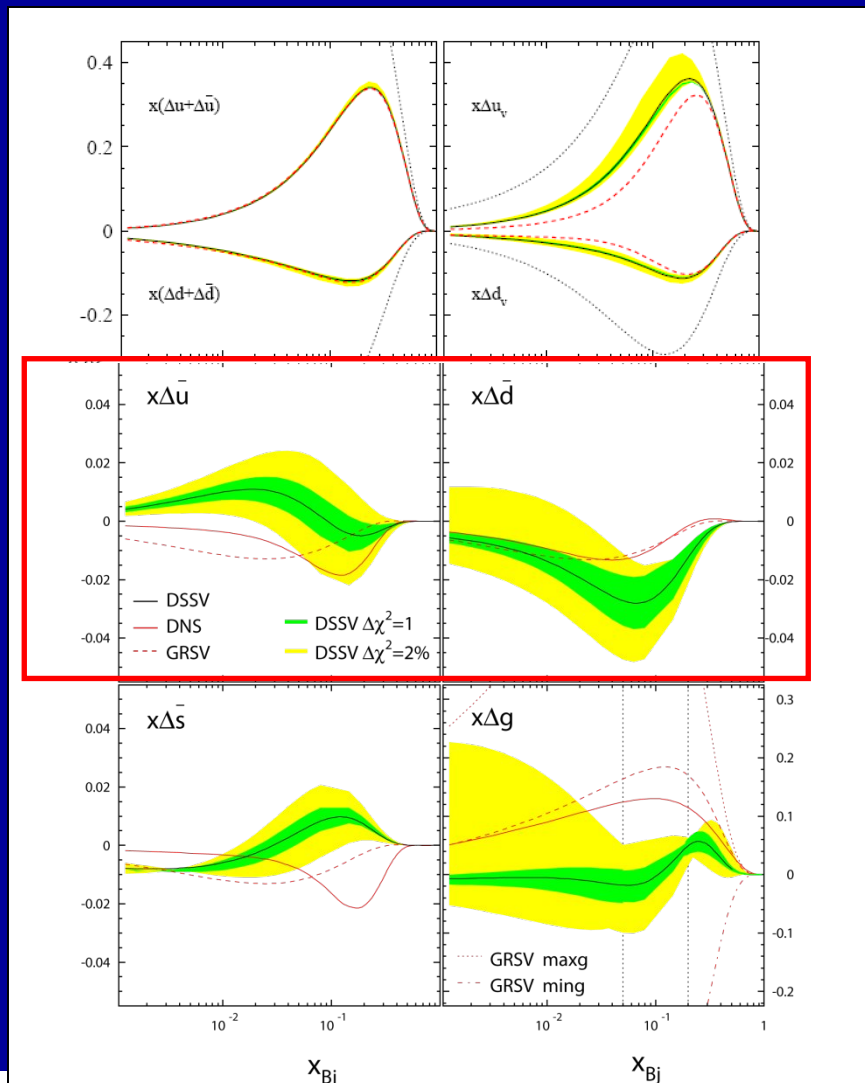 0.4
x(Δu+Δū)
xΔu_v
0.2
0
x(Δd+Δd̄)
xΔd_v
-0.2
xΔū
xΔd̄
0.04
0.04
0.02
0.02
0
0
-0.02
-0.02
-0.04
-0.04
DSSV
DNS
GRSV
DSSV Δχ²=1
DSSV Δχ²=2%
xΔs̄
xΔg
0.04
0.3
0.02
0.2
0
0.1
-0.02
0
-0.04
-0.1
-0.2
GRSV maxg
GRSV ming
10⁻² 10⁻¹ 10⁻² 10⁻¹ 1
x_Bj x_Bj